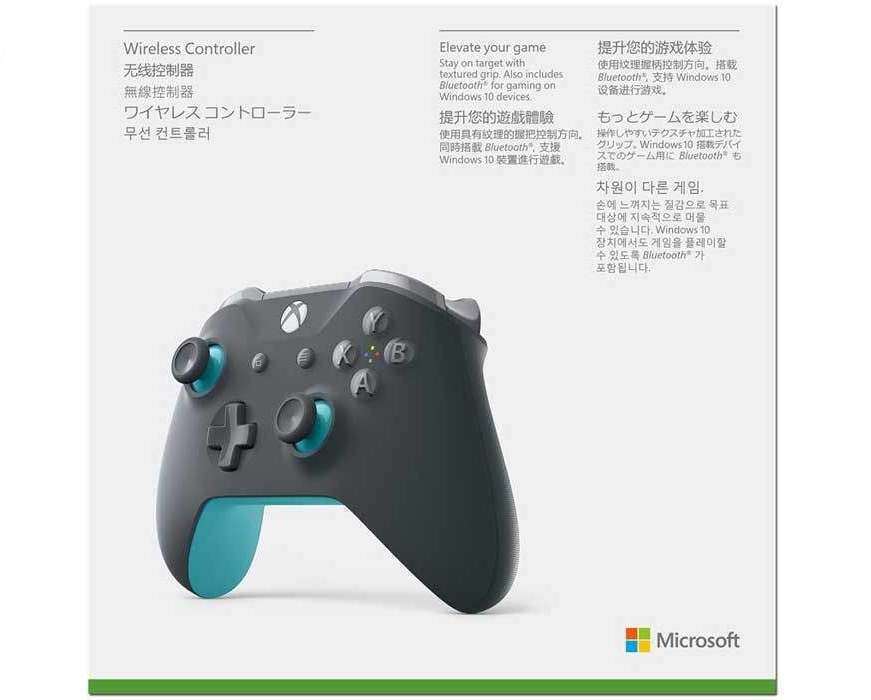 Wireless Controller
无线控制器
無線控制器
ワイヤレス コントローラー
무선 컨트롤러
Elevate your game
Stay on target with
textured grip. Also includes
Bluetooth® for gaming on
Windows 10 devices.
提升您的遊戲體驗
使用具有紋理的握把控制方向。
同時搭載 Bluetooth®, 支援
Windows 10 裝置進行遊戲。
提升您的游戏体验
使用纹理握柄控制方向。搭载
Bluetooth®, 支持 Windows 10
设备进行游戏。
もっとゲームを楽しむ
操作しやすいテクスチャ加工された
グリップ。Windows 10 搭載デバイ
スでのゲーム用に Bluetooth® も
搭載。
차원이 다른 게임.
손에 느껴지는 질감으로 목표
대상에 지속적으로 머물
수 있습니다. Windows 10
장치에서도 게임을 플레이할
수 있도록 Bluetooth® 가
포함됩니다.
Y
X
B
A
Microsoft